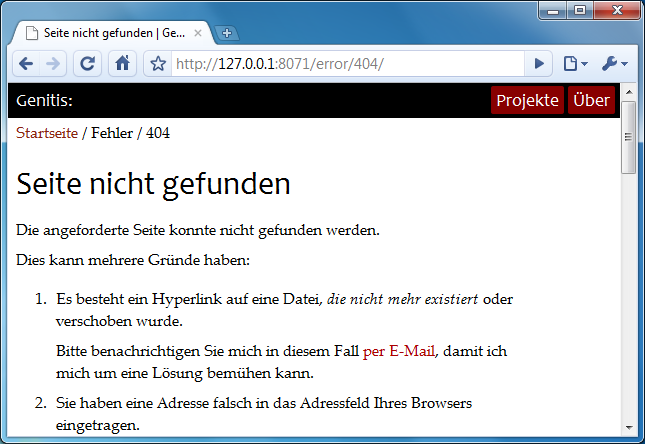 Seite nicht gefunden | Ge...
http://127.0.0.1:8071/error/404/
Genitis: Projekte Über
Startseite / Fehler / 404
Seite nicht gefunden
Die angeforderte Seite konnte nicht gefunden werden.
Dies kann mehrere Gründe haben:
1. Es besteht ein Hyperlink auf eine Datei, die nicht mehr existiert oder
verschoben wurde.
Bitte benachrichtigen Sie mich in diesem Fall per E-Mail, damit ich
mich um eine Lösung bemühen kann.
2. Sie haben eine Adresse falsch in das Adressfeld Ihres Browsers
eingetragen.